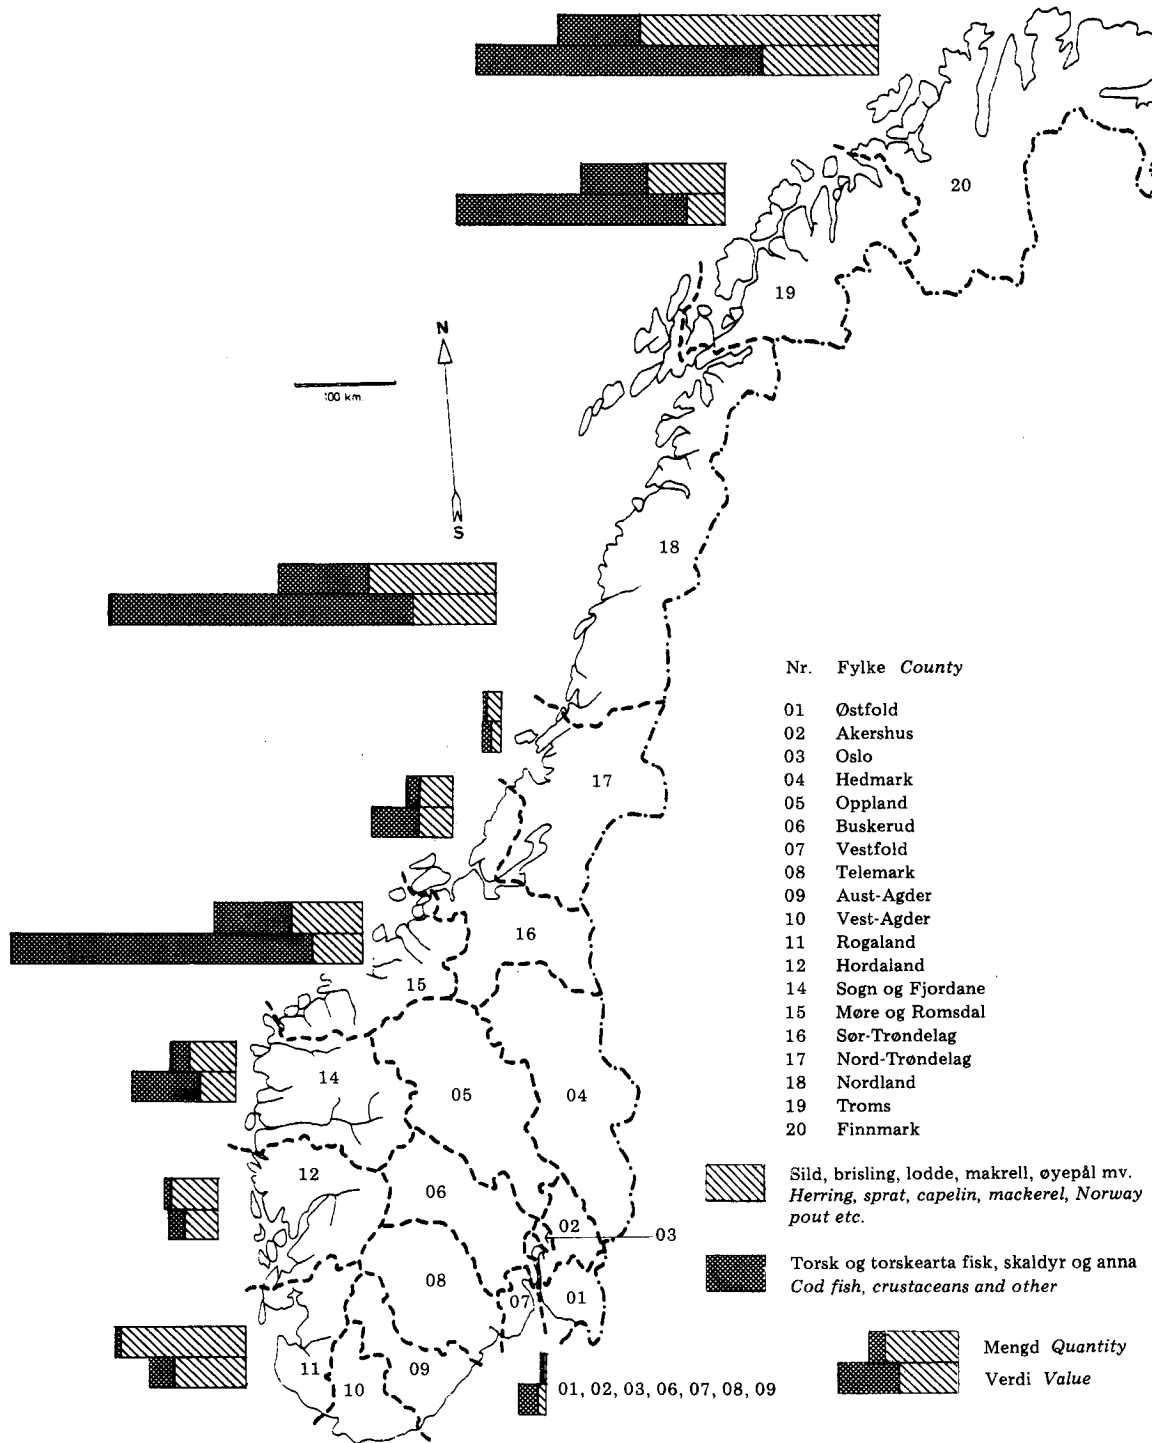 20
19
N
100 km.
S
18
Nr. Fylke County
01 Østfold
02 Akershus
03 Oslo
04 Hedmark
05 Oppland
06 Buskerud
07 Vestfold
08 Telemark
09 Aust-Agder
10 Vest-Agder
11 Rogaland
12 Hordaland
14 Sogn og Fjordane
15 Møre og Romsdal
16 Sør-Trøndelag
17 Nord-Trøndelag
18 Nordland
19 Troms
20 Finnmark
17
16
15
14
05
04
12
06
02
03
08
07
01
11
10
09
Sild, brisling, lodde, makrell, øyepål mv.
Herring, sprat, capelin, mackerel, Norway
pout etc.
Torsk og torskearta fisk, skaldyr og anna
Cod fish, crustaceans and other
Mengd Quantity
Verdi Value
01, 02, 03, 06, 07, 08, 09